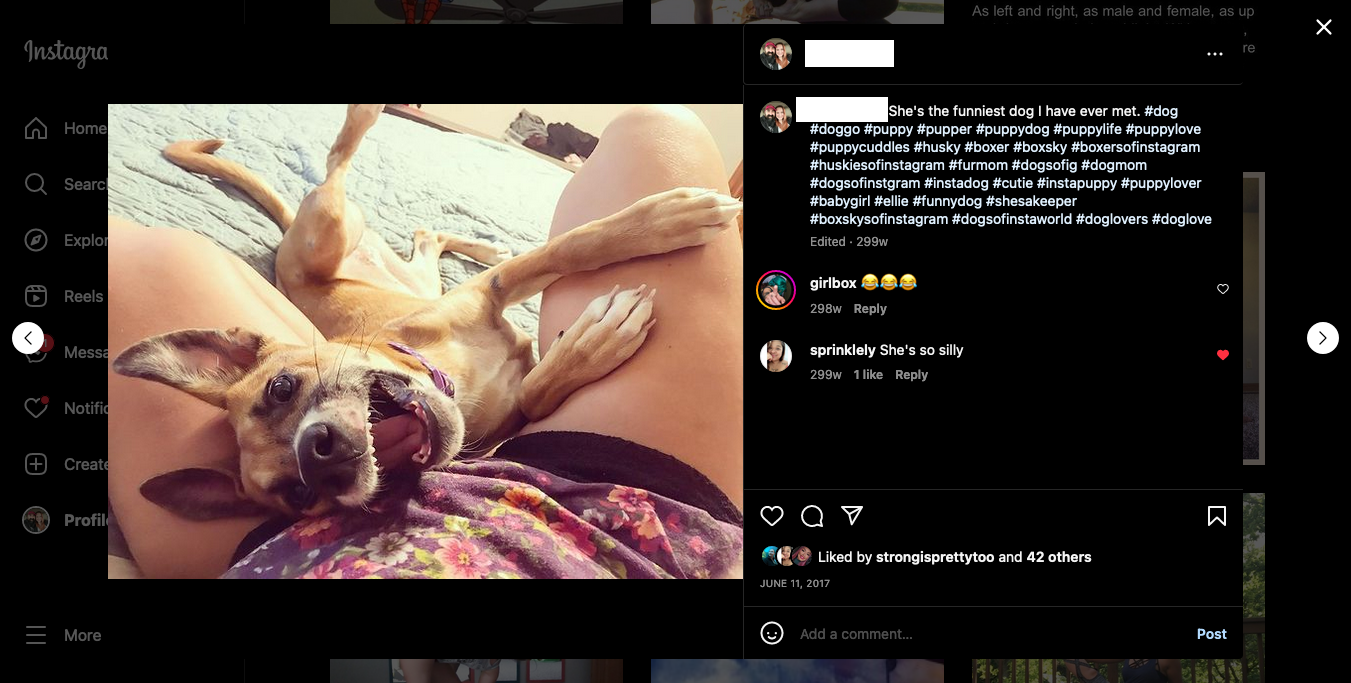 As left and right, as male and female, as up
Instagra
re
Home
She's the funniest dog I have ever met. #dog
#doggo #puppy #pupper #puppydog #puppylife #puppylove
#puppycuddles #husky #boxer #boxsky #boxersofinstagram
#huskiesofinstagram #furmom #dogsofig #dogmom
#dogsofinstgram #instadog #cutie #instapuppy #puppylover
#babygirl #ellie #funnydog #shesakeeper
#boxskysofinstagram #dogsofinstaworld #doglovers #doglove
Edited · 299w
Searc
Explor
Reels
Messa
Notific
Create
Profile
More
girlbox 😂😂😂
298w Reply
sprinklely She's so silly
299w 1 like Reply
Liked by strongisprettytoo and 42 others
JUNE 11, 2017
Add a comment...
Post